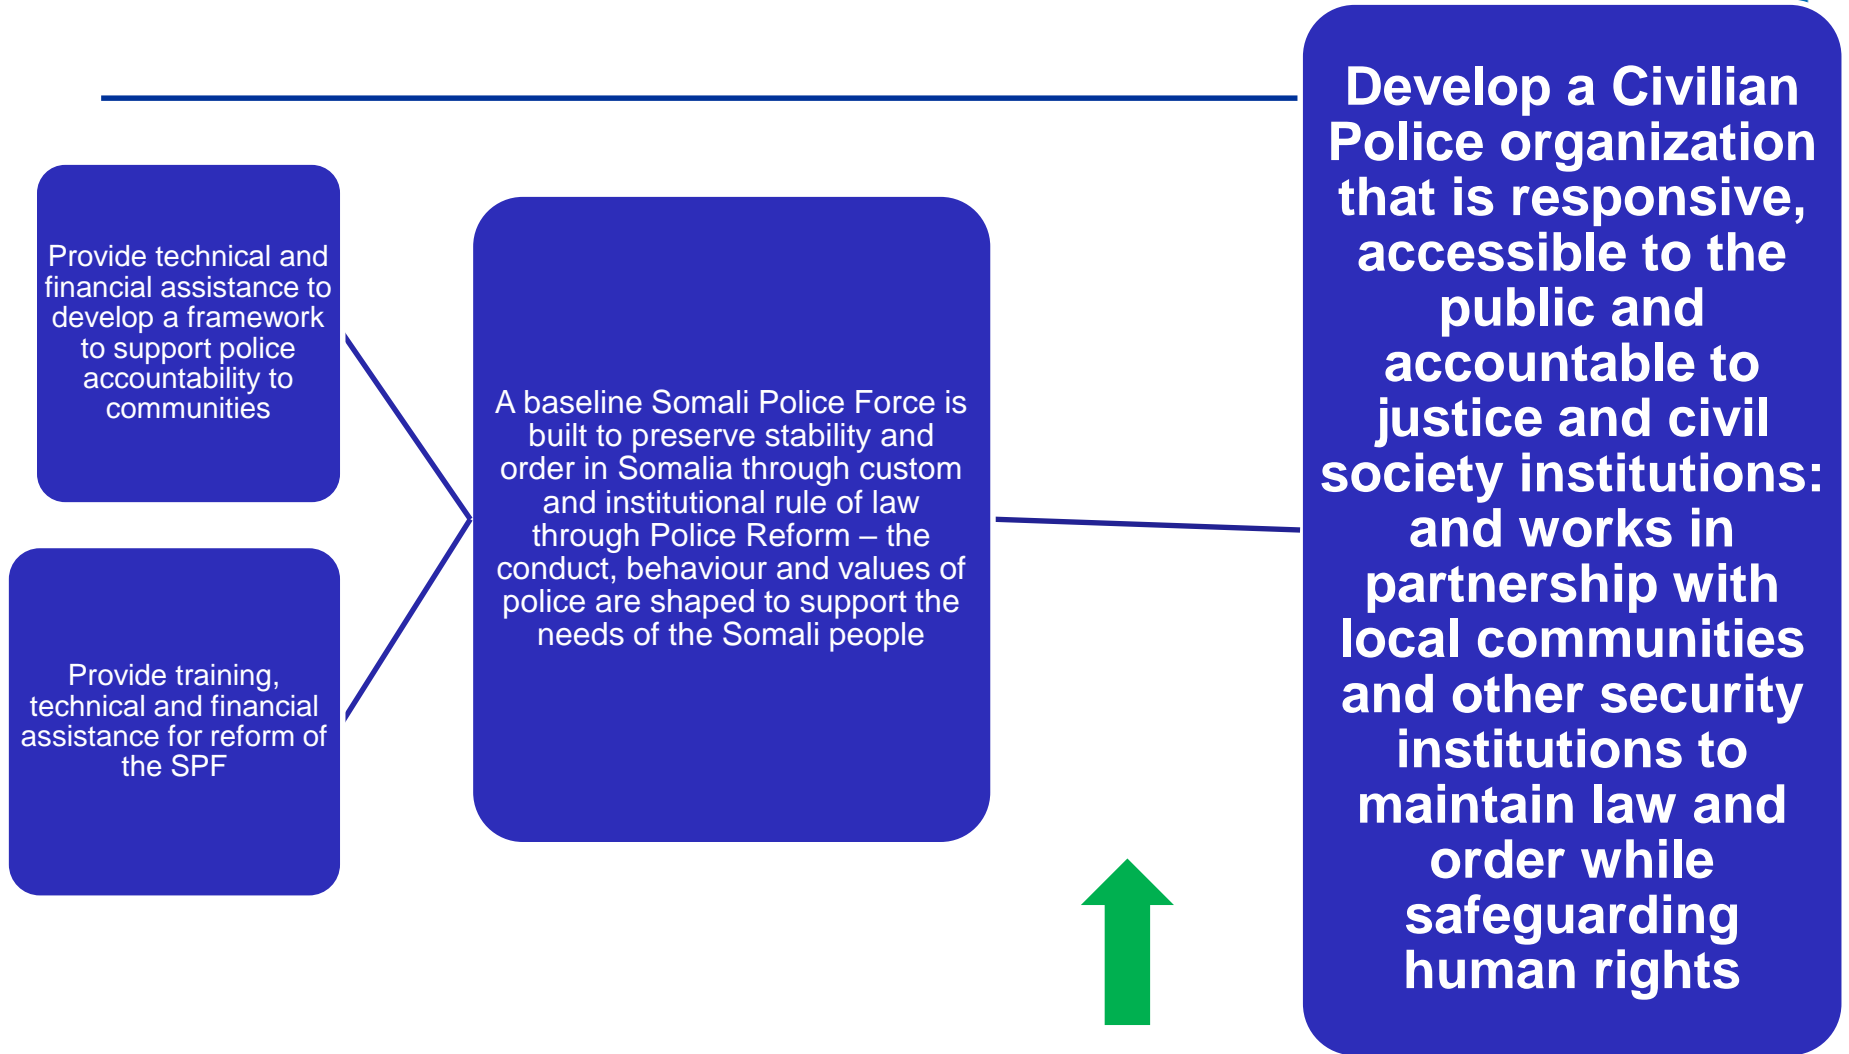 Provide technical and
financial assistance to
develop a framework
to support police
accountability to
communities
Provide training,
technical and financial
assistance for reform of
the SPF
A baseline Somali Police Force is
built to preserve stability and
order in Somalia through custom
and institutional rule of law
through Police Reform – the
conduct, behaviour and values of
police are shaped to support the
needs of the Somali people
Develop a Civilian
Police organization
that is responsive,
accessible to the
public and
accountable to
justice and civil
society institutions:
and works in
partnership with
local communities
and other security
institutions to
maintain law and
order while
safeguarding
human rights